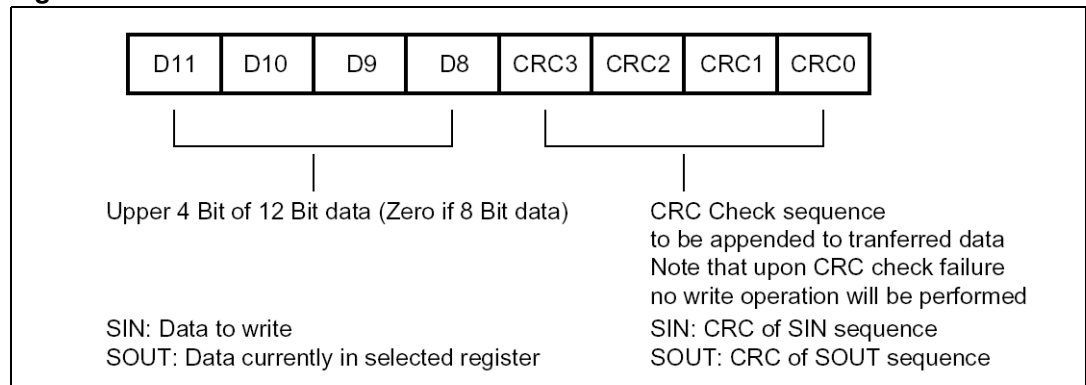 D11 D10 D9 D8 CRC3 CRC2 CRC1 CRC0
Upper 4 Bit of 12 Bit data (Zero if 8 Bit data)
SIN: Data to write
SOUT: Data currently in selected register
CRC Check sequence
to be appended to tranferred data
Note that upon CRC check failure
no write operation will be performed
SIN: CRC of SIN sequence
SOUT: CRC of SOUT sequence